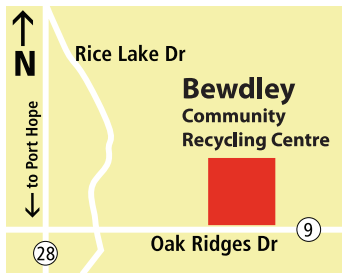 N
Rice Lake Dr
Bewdley
Community
Recycling Centre
← to Port Hope
9
Oak Ridges Dr
28